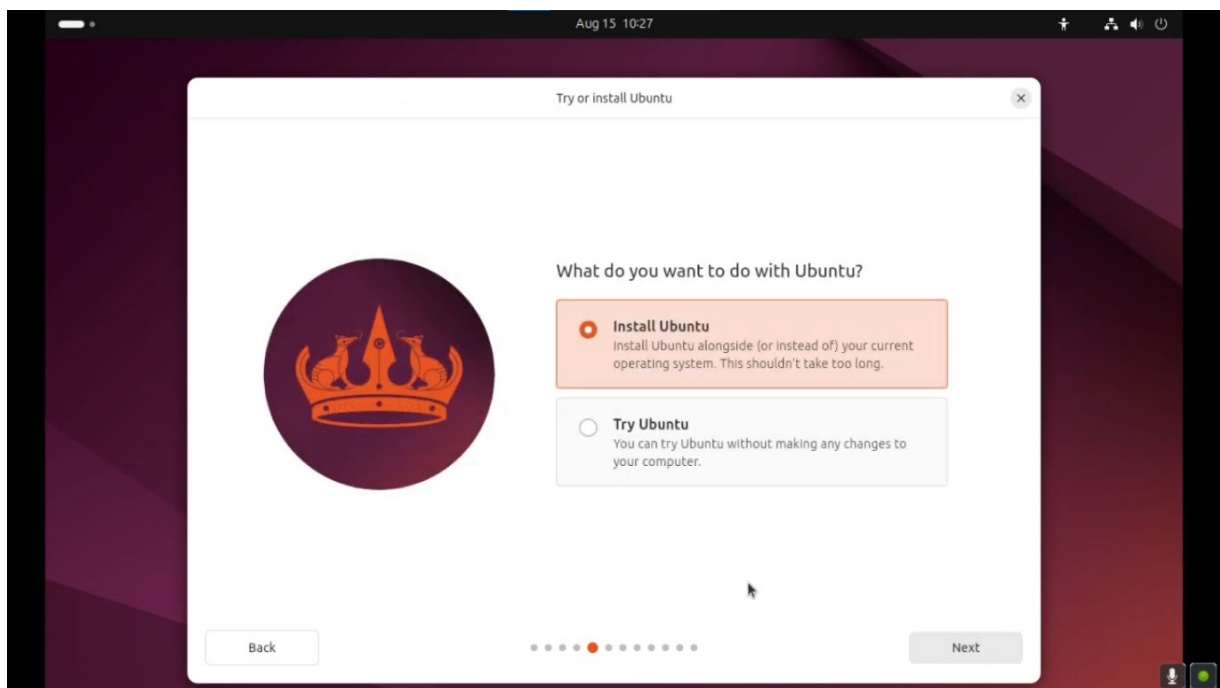 Aug 15 10:27
Try or install Ubuntu
What do you want to do with Ubuntu?
Install Ubuntu
Install Ubuntu alongside (or instead of) your current
operating system. This shouldn't take too long.
Try Ubuntu
You can try Ubuntu without making any changes to
your computer.
Back
Next